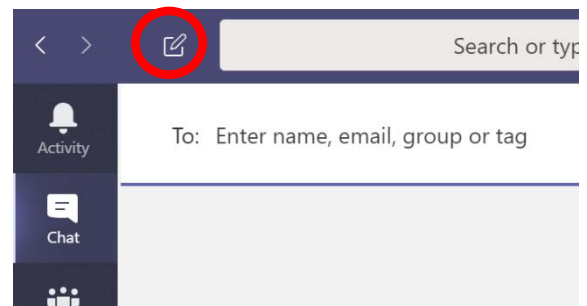 Search or typ
Activity
To: Enter name, email, group or tag
Chat